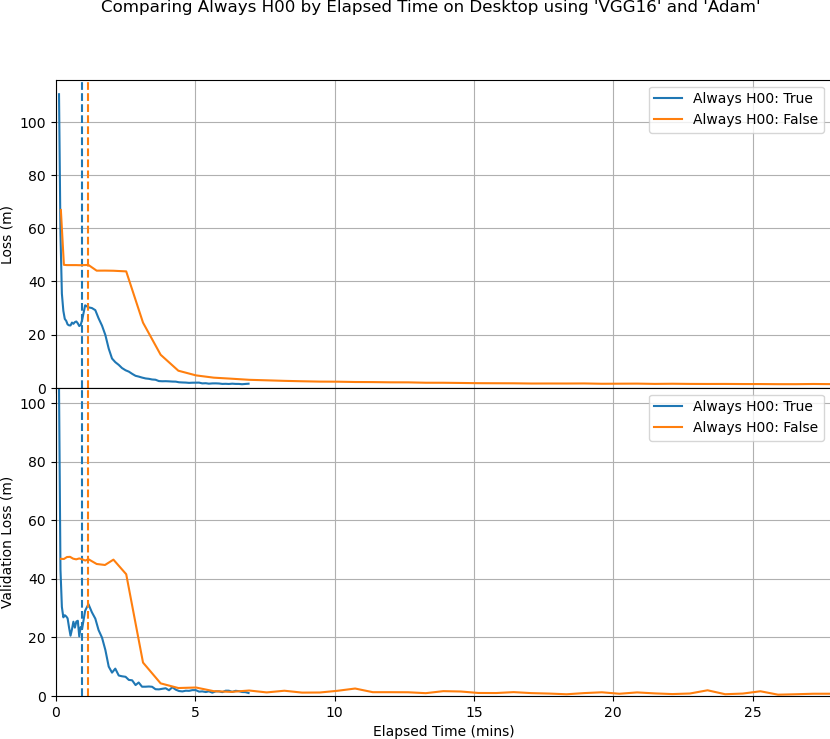 Comparing Always H00 by Elapsed Time on Desktop using 'VGG16' and 'Adam'
Always H00: True
Always H00: False
100
80
60
40
20
0
Loss (m)
Always H00: True
Always H00: False
100
80
60
40
20
0
Validation Loss (m)
0 5 10 15 20 25
Elapsed Time (mins)